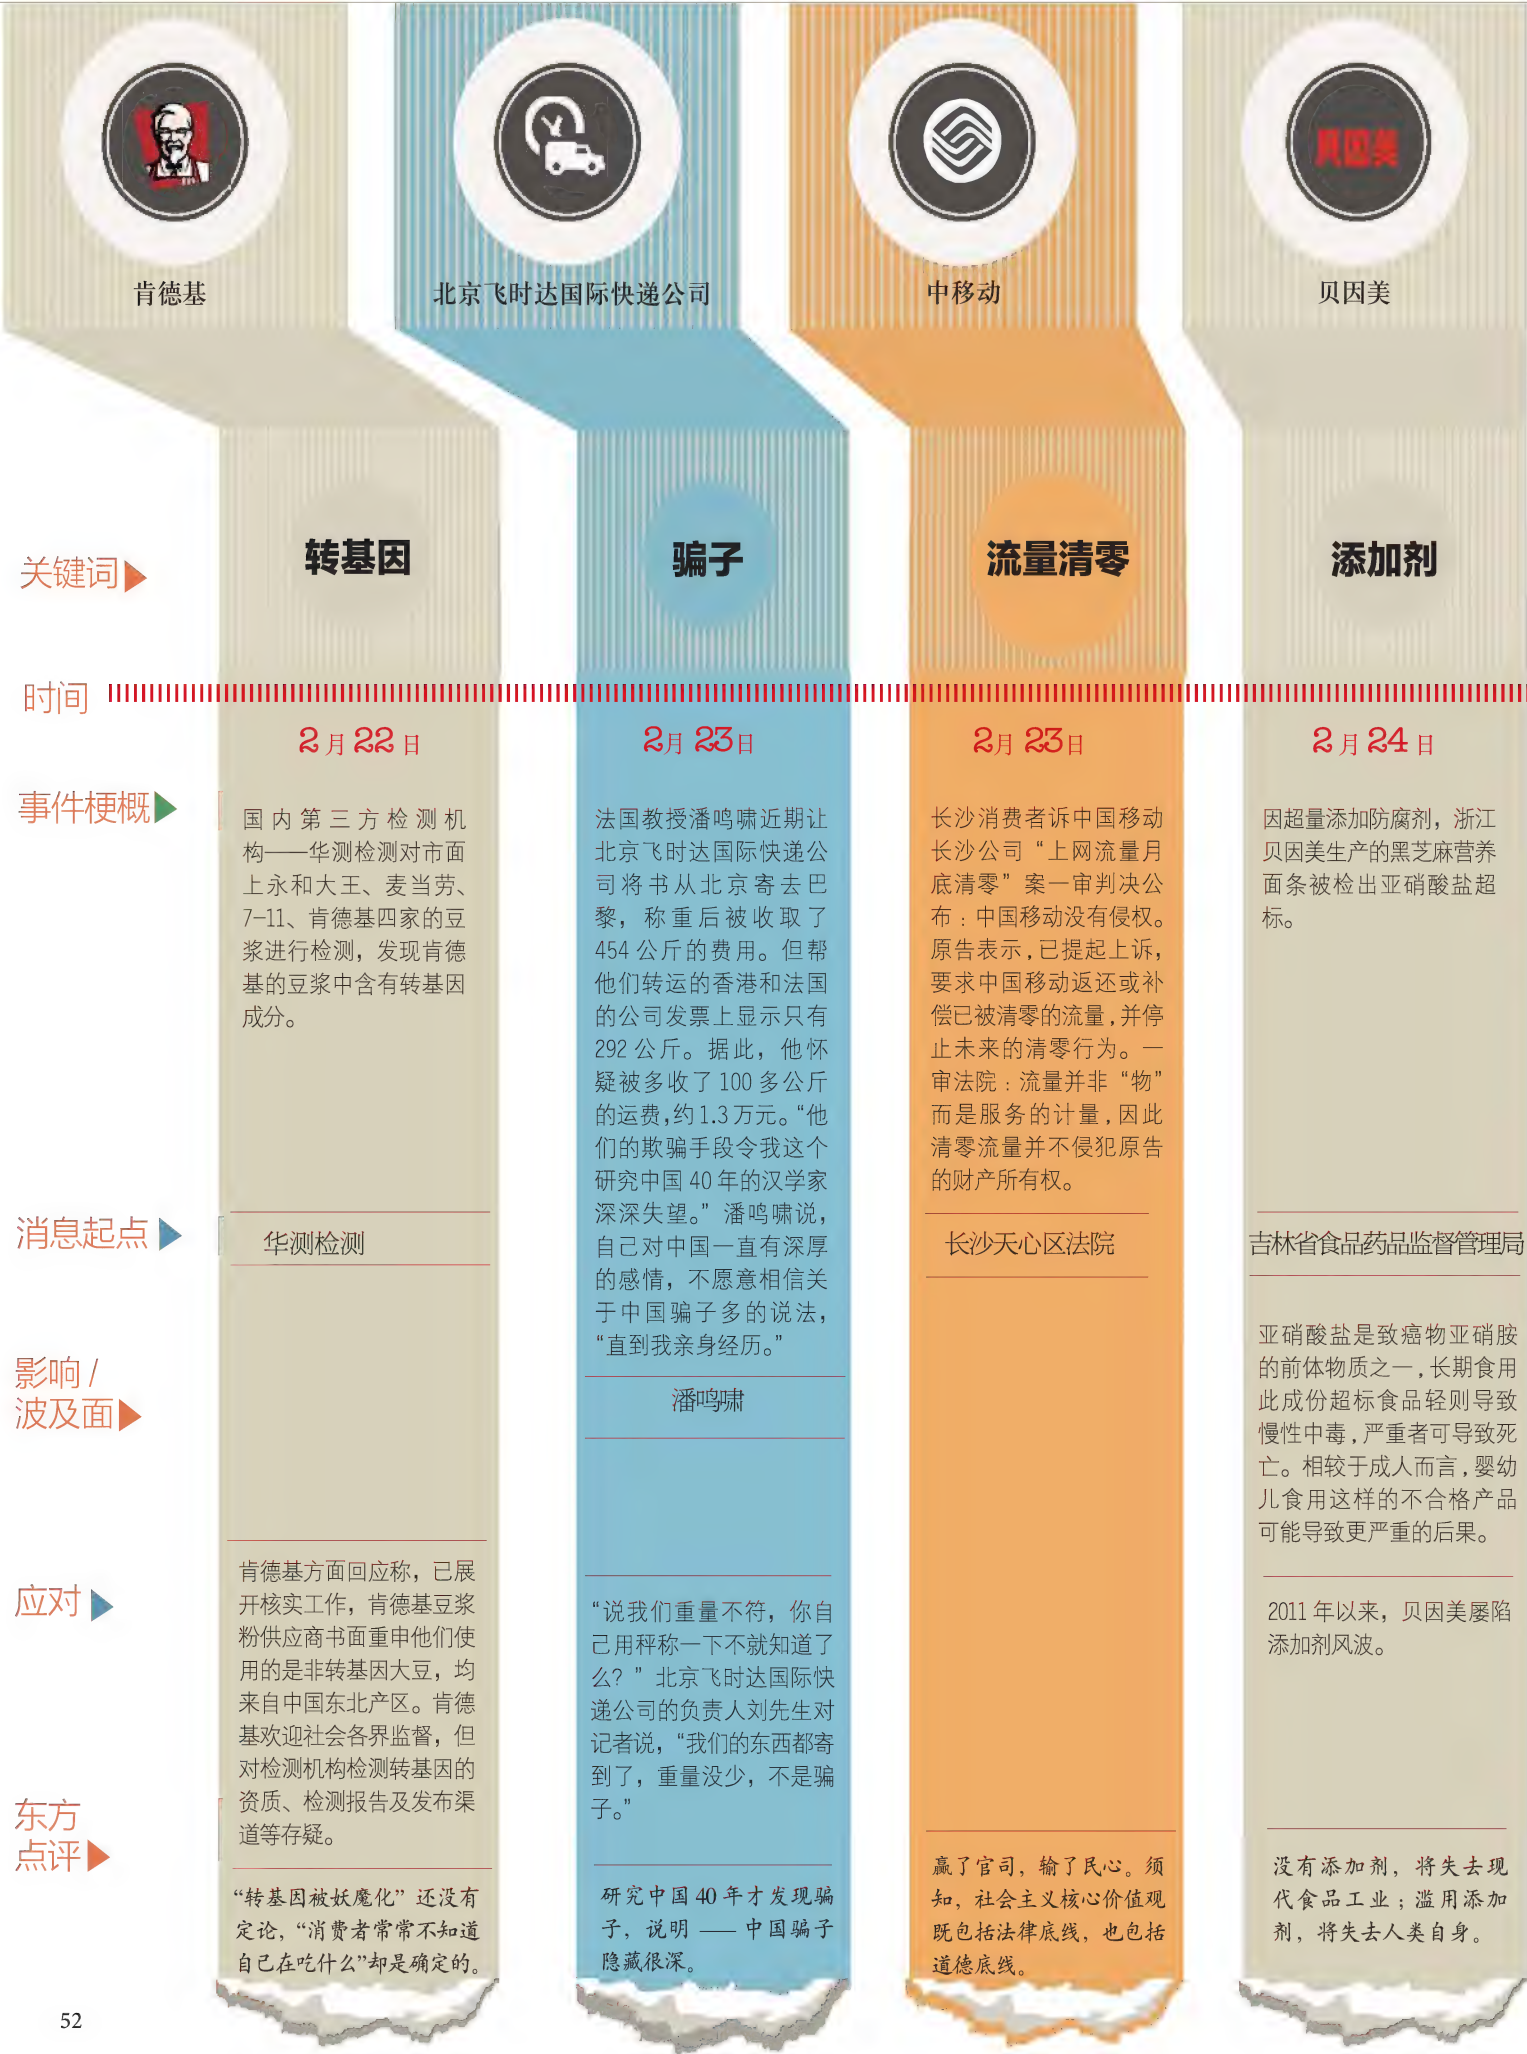 贝因美
肯德基
北京飞时达国际快递公司
中移动
贝因美
关键词
转基因
骗子
流量清零
添加剂
时间
2月22日
2月23日
2月23日
2月24日
事件梗概
国内第三方检测机
构——华测检测对市面
上永和大王、麦当劳、
7-11、肯德基四家的豆
浆进行检测，发现肯德
基的豆浆中含有转基因
成分。
法国教授潘鸣啸近期让
北京飞时达国际快递公
司将书从北京寄去巴
黎，称重后被收取了
454公斤的费用。但帮
他们转运的香港和法国
的公司发票上显示只有
292公斤。据此，他怀
疑被多收了100多公斤
的运费，约1.3万元。“他
们的欺骗手段令我这个
研究中国40年的汉学家
深深失望。”潘鸣啸说，
自己对中国一直有深厚
的感情，不愿意相信关
于中国骗子多的说法，
“直到我亲身经历。”
长沙消费者诉中国移动
长沙公司“上网流量月
底清零”案一审判决公
布：中国移动没有侵权。
原告表示，已提起上诉，
要求中国移动返还或补
偿已被清零的流量，并停
止未来的清零行为。一
审法院：流量并非“物”
而是服务的计量，因此
清零流量并不侵犯原告
的财产所有权。
因超量添加防腐剂，浙江
贝因美生产的黑芝麻营养
面条被检出亚硝酸盐超
标。
消息起点
华测检测
潘鸣啸
长沙天心区法院
吉林省食品药品监督管理局
影响/
波及面
亚硝酸盐是致癌物亚硝胺
的前体物质之一，长期食用
此成份超标食品轻则导致
慢性中毒，严重者可导致死
亡。相较于成人而言，婴幼
儿食用这样的不合格产品
可能导致更严重的后果。
应对
肯德基方面回应称，已展
开核实工作，肯德基豆浆
粉供应商书面重申他们使
用的是非转基因大豆，均
来自中国东北产区。肯德
基欢迎社会各界监督，但
对检测机构检测转基因的
资质、检测报告及发布渠
道等存疑。
“说我们重量不符，你自
己用秤称一下不就知道了
么？”北京飞时达国际快
递公司的负责人刘先生对
记者说，“我们的东西都寄
到了，重量没少，不是骗
子。”
2011年以来，贝因美屡陷
添加剂风波。
东方
点评
“转基因被妖魔化”还没有
定论，“消费者常常不知道
自己在吃什么”却是确定的。
研究中国40年才发现骗
子，说明——中国骗子
隐藏很深。
赢了官司，输了民心。须
知，社会主义核心价值观
既包括法律底线，也包括
道德底线。
没有添加剂，将失去现
代食品工业；滥用添加
剂，将失去人类自身。
52